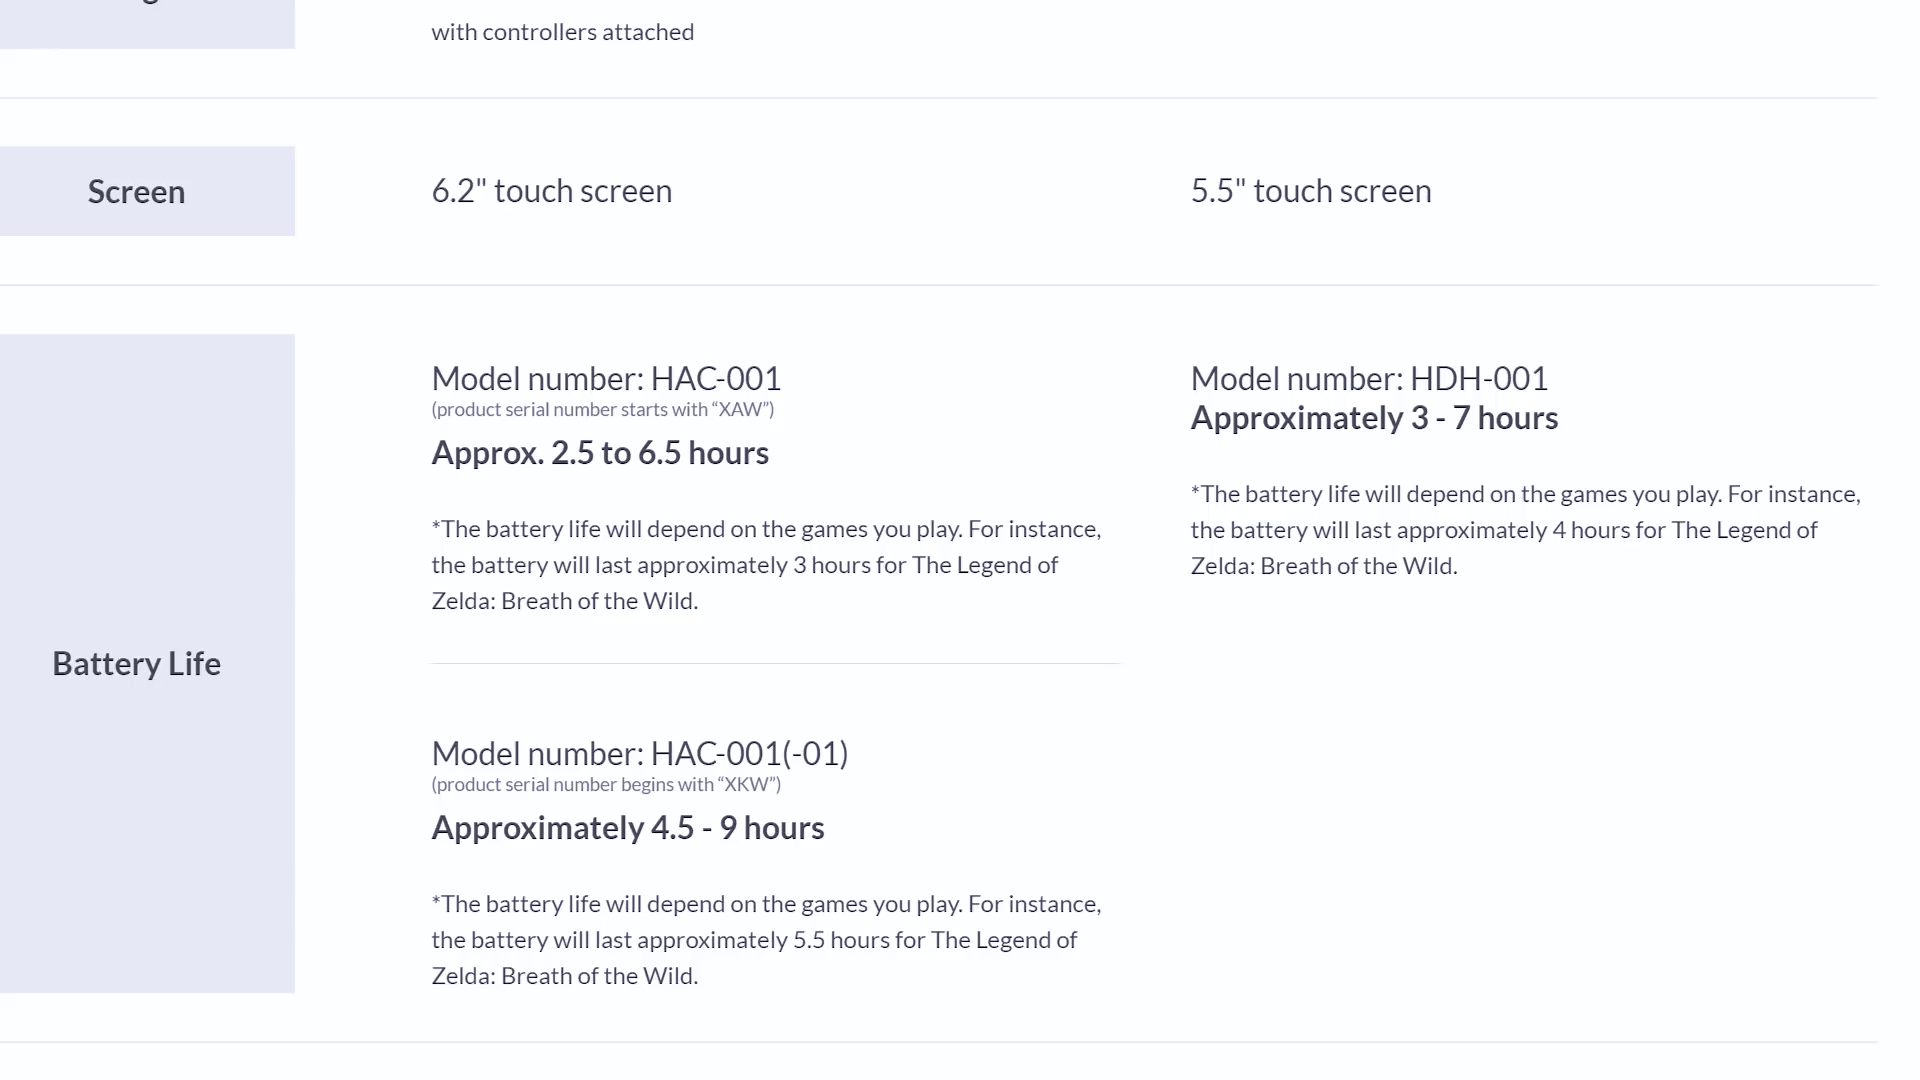 with controllers attached
Screen
6.2" touch screen
5.5" touch screen
Battery Life
Model number: HAC-001
(product serial number starts with “XAW”)
Approx. 2.5 to 6.5 hours
*The battery life will depend on the games you play. For instance,
the battery will last approximately 3 hours for The Legend of
Zelda: Breath of the Wild.
Model number: HAC-001(-01)
(product serial number begins with “XKW”)
Approximately 4.5 - 9 hours
*The battery life will depend on the games you play. For instance,
the battery will last approximately 5.5 hours for The Legend of
Zelda: Breath of the Wild.
Model number: HDH-001
Approximately 3 - 7 hours
*The battery life will depend on the games you play. For instance,
the battery will last approximately 4 hours for The Legend of
Zelda: Breath of the Wild.